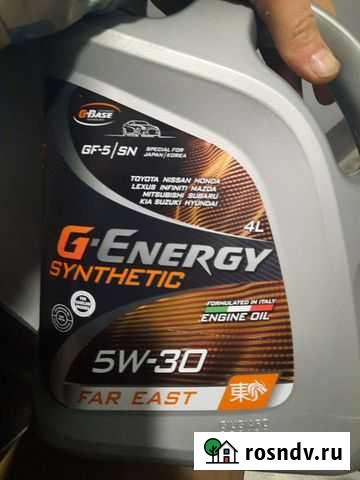 G-BASE
GF-5/SN
SPECIAL FOR
JAPAN/KOREA
TOYOTA NISSAN HONDA
LEXUS INFINITI MAZDA
MITSUBISHI SUBARU
KIA SUZUKI HYUNDAI
4L
G-ENERGY
SYNTHETIC
FORMULATED IN ITALY
ENGINE OIL
5W-30
FAR EAST
東
rosndv.ru